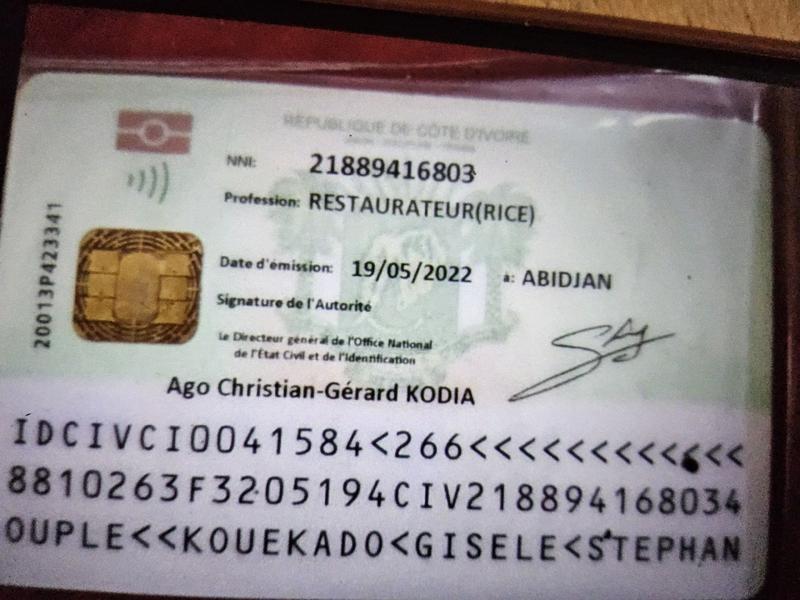 RÉPUBLIQUE DE CÔTE D'IVOIRE
NNI: 21889416803
Profession: RESTAURATEUR(RICE)
Date d'émission: 19/05/2022 à: ABIDJAN
Signature de l'Autorité
Le Directeur général de l'Office National
de l'État Civil et de l'Identification
Ago Christian-Gérard KODIA
20013P423341
IDCIVCI0041584<266<<<<<<<<<<<<
8810263F3205194CIV218894168034
OUPLE<<KOUEKADO<GISELE<STEPHAN